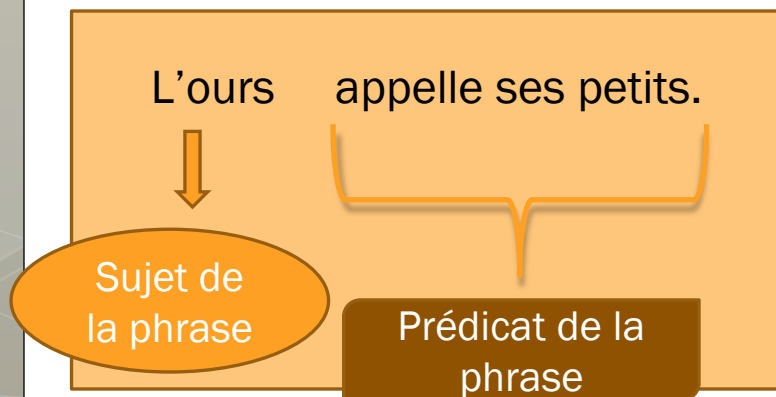 L’ours appelle ses petits.
Sujet de
la phrase
Prédicat de la
phrase